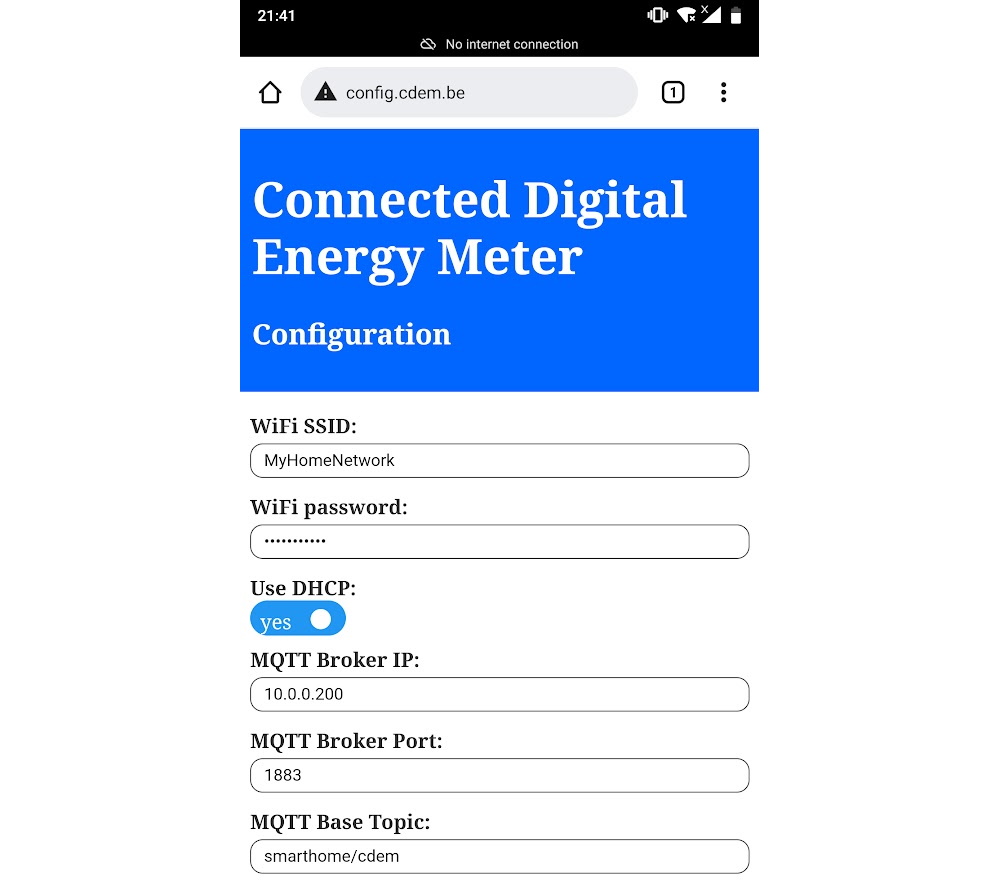 21:41
No internet connection
config.cdem.be
1
Connected Digital
Energy Meter
Configuration
WiFi SSID:
MyHomeNetwork
WiFi password:
•••••••••••
Use DHCP:
yes
MQTT Broker IP:
10.0.0.200
MQTT Broker Port:
1883
MQTT Base Topic:
smarthome/cdem